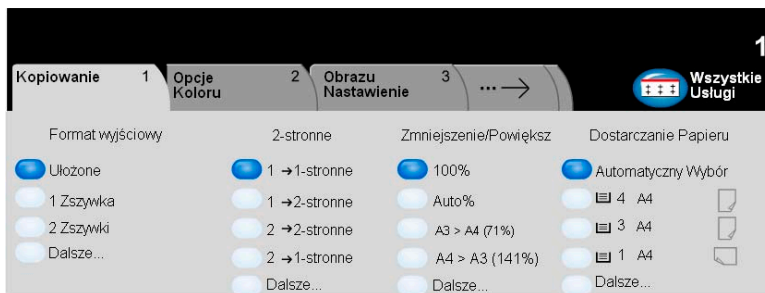 1
Kopiowanie 1
Opcje 2
Koloru
Obrazu 3
Nastawienie
Wszystkie
Usługi
Format wyjściowy
Ułożone
1 Zszywka
2 Zszywki
Dalsze...
2-stronne
1 →1-stronne
1 →2-stronne
2 →2-stronne
2 →1-stronne
Dalsze...
Zmniejszenie/Powiększ
100%
Auto%
A3 > A4 (71%)
A4 > A3 (141%)
Dalsze...
Dostarczanie Papieru
Automatyczny Wybór
4 A4
3 A4
1 A4
Dalsze...